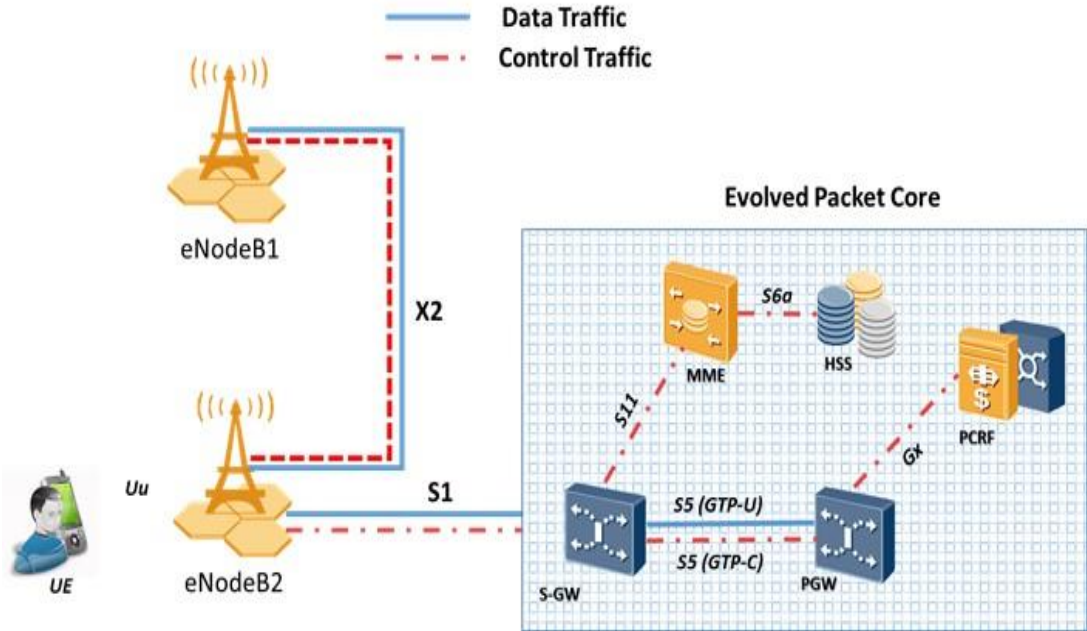 Data Traffic
Control Traffic
eNodeB1
Evolved Packet Core
X2
S6a
MME
HSS
S11
PCRF
Gx
$
Uu
S1
S5 (GTP-U)
S5 (GTP-C)
UE
eNodeB2
S-GW
PGW